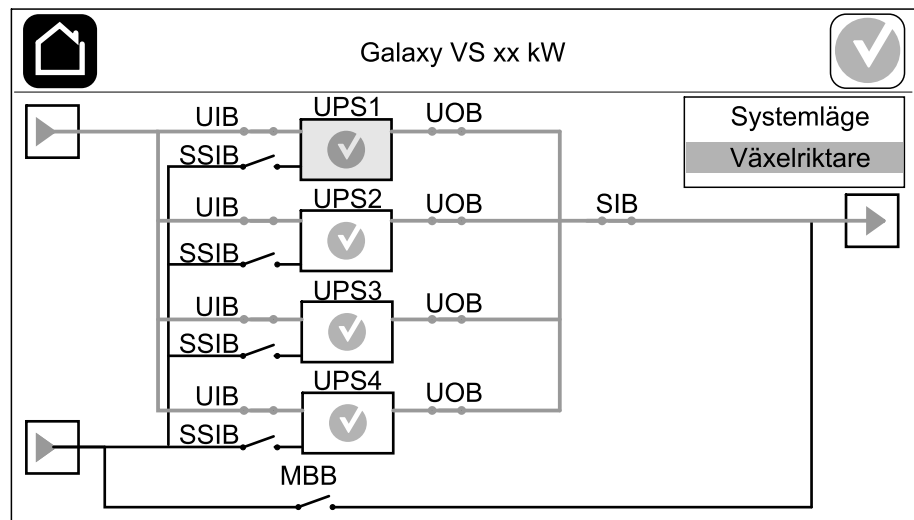 Galaxy VS xx kW
UIB UPS1 UOB
SSIB
Systemläge
Växelriktare
UIB UPS2 UOB SIB
SSIB
UIB UPS3 UOB
SSIB
UIB UPS4 UOB
SSIB
MBB